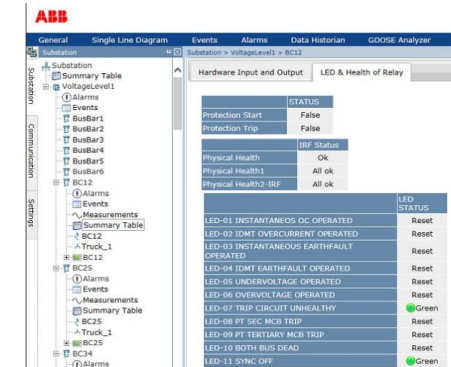 ABB
General Single Line Diagram Events Alarms Data Historian GOOSE Analyzer
Substation
Substation > VoltageLevel1 > BC12
Substation
Communication
Settings
Substation
Summary Table
VoltageLevel1
Alarms
Events
BusBar1
BusBar2
BusBar3
BusBar4
BusBar5
BusBar6
BC12
Alarms
Events
Measurements
Summary Table
BC12
Truck_1
BC12
BC25
Alarms
Events
Measurements
Summary Table
BC25
Truck_1
BC25
BC34
Alarms
Hardware Input and Output LED & Health of Relay
STATUS
Protection Start False
Protection Trip False
IRF Status
Physical Health Ok
Physical Health1 All ok
Physical Health2-IRF All ok
LED
STATUS
LED-01 INSTANTANEOS OC OPERATED Reset
LED-02 IDMT OVERCURRENT OPERATED Reset
LED-03 INSTANTANEOUS EARTHFAULT
OPERATED Reset
LED-04 IDMT EARTHFAULT OPERATED Reset
LED-05 UNDERVOLTAGE OPERATED Reset
LED-06 OVERVOLTAGE OPERATED Reset
LED-07 TRIP CIRCUIT UNHEALTHY Green
LED-08 PT SEC MCB TRIP Reset
LED-09 PT TERTIARY MCB TRIP Reset
LED-10 BOTH BUS DEAD Reset
LED-11 SYNC OFF Green